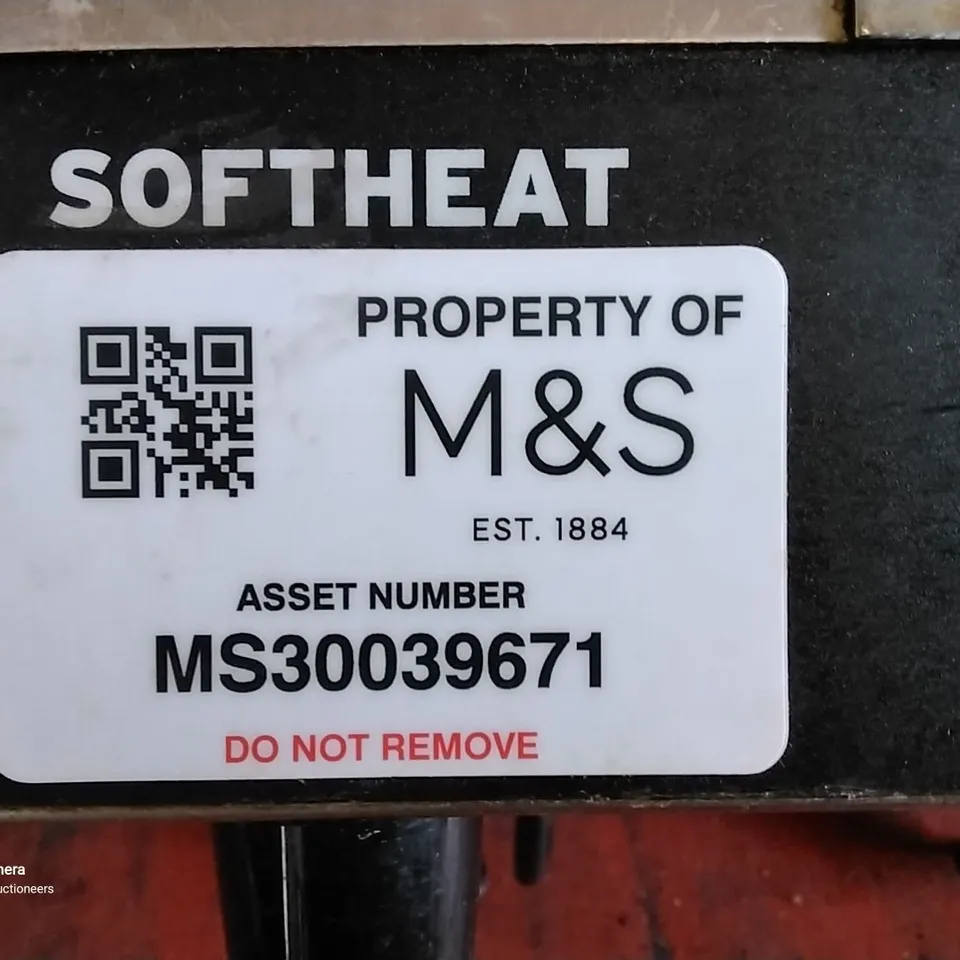 SOFTHEAT
PROPERTY OF
M&S
EST. 1884
ASSET NUMBER
MS30039671
DO NOT REMOVE